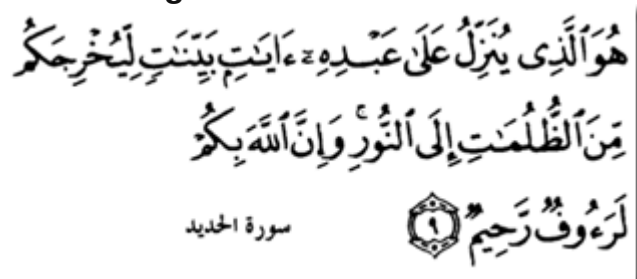 هُوَ ٱلَّذِى يُنَزِّلُ عَلَىٰ عَبْدِهِۦٓ ءَايَـٰتٍۭ بَيِّنَـٰتٍ لِّيُخْرِجَكُم
مِّنَ ٱلظُّلُمَـٰتِ إِلَى ٱلنُّورِ ۚ وَإِنَّ ٱللَّهَ بِكُمْ
لَرَءُوفٌ رَّحِيمٌ ٩ سورة الحديد